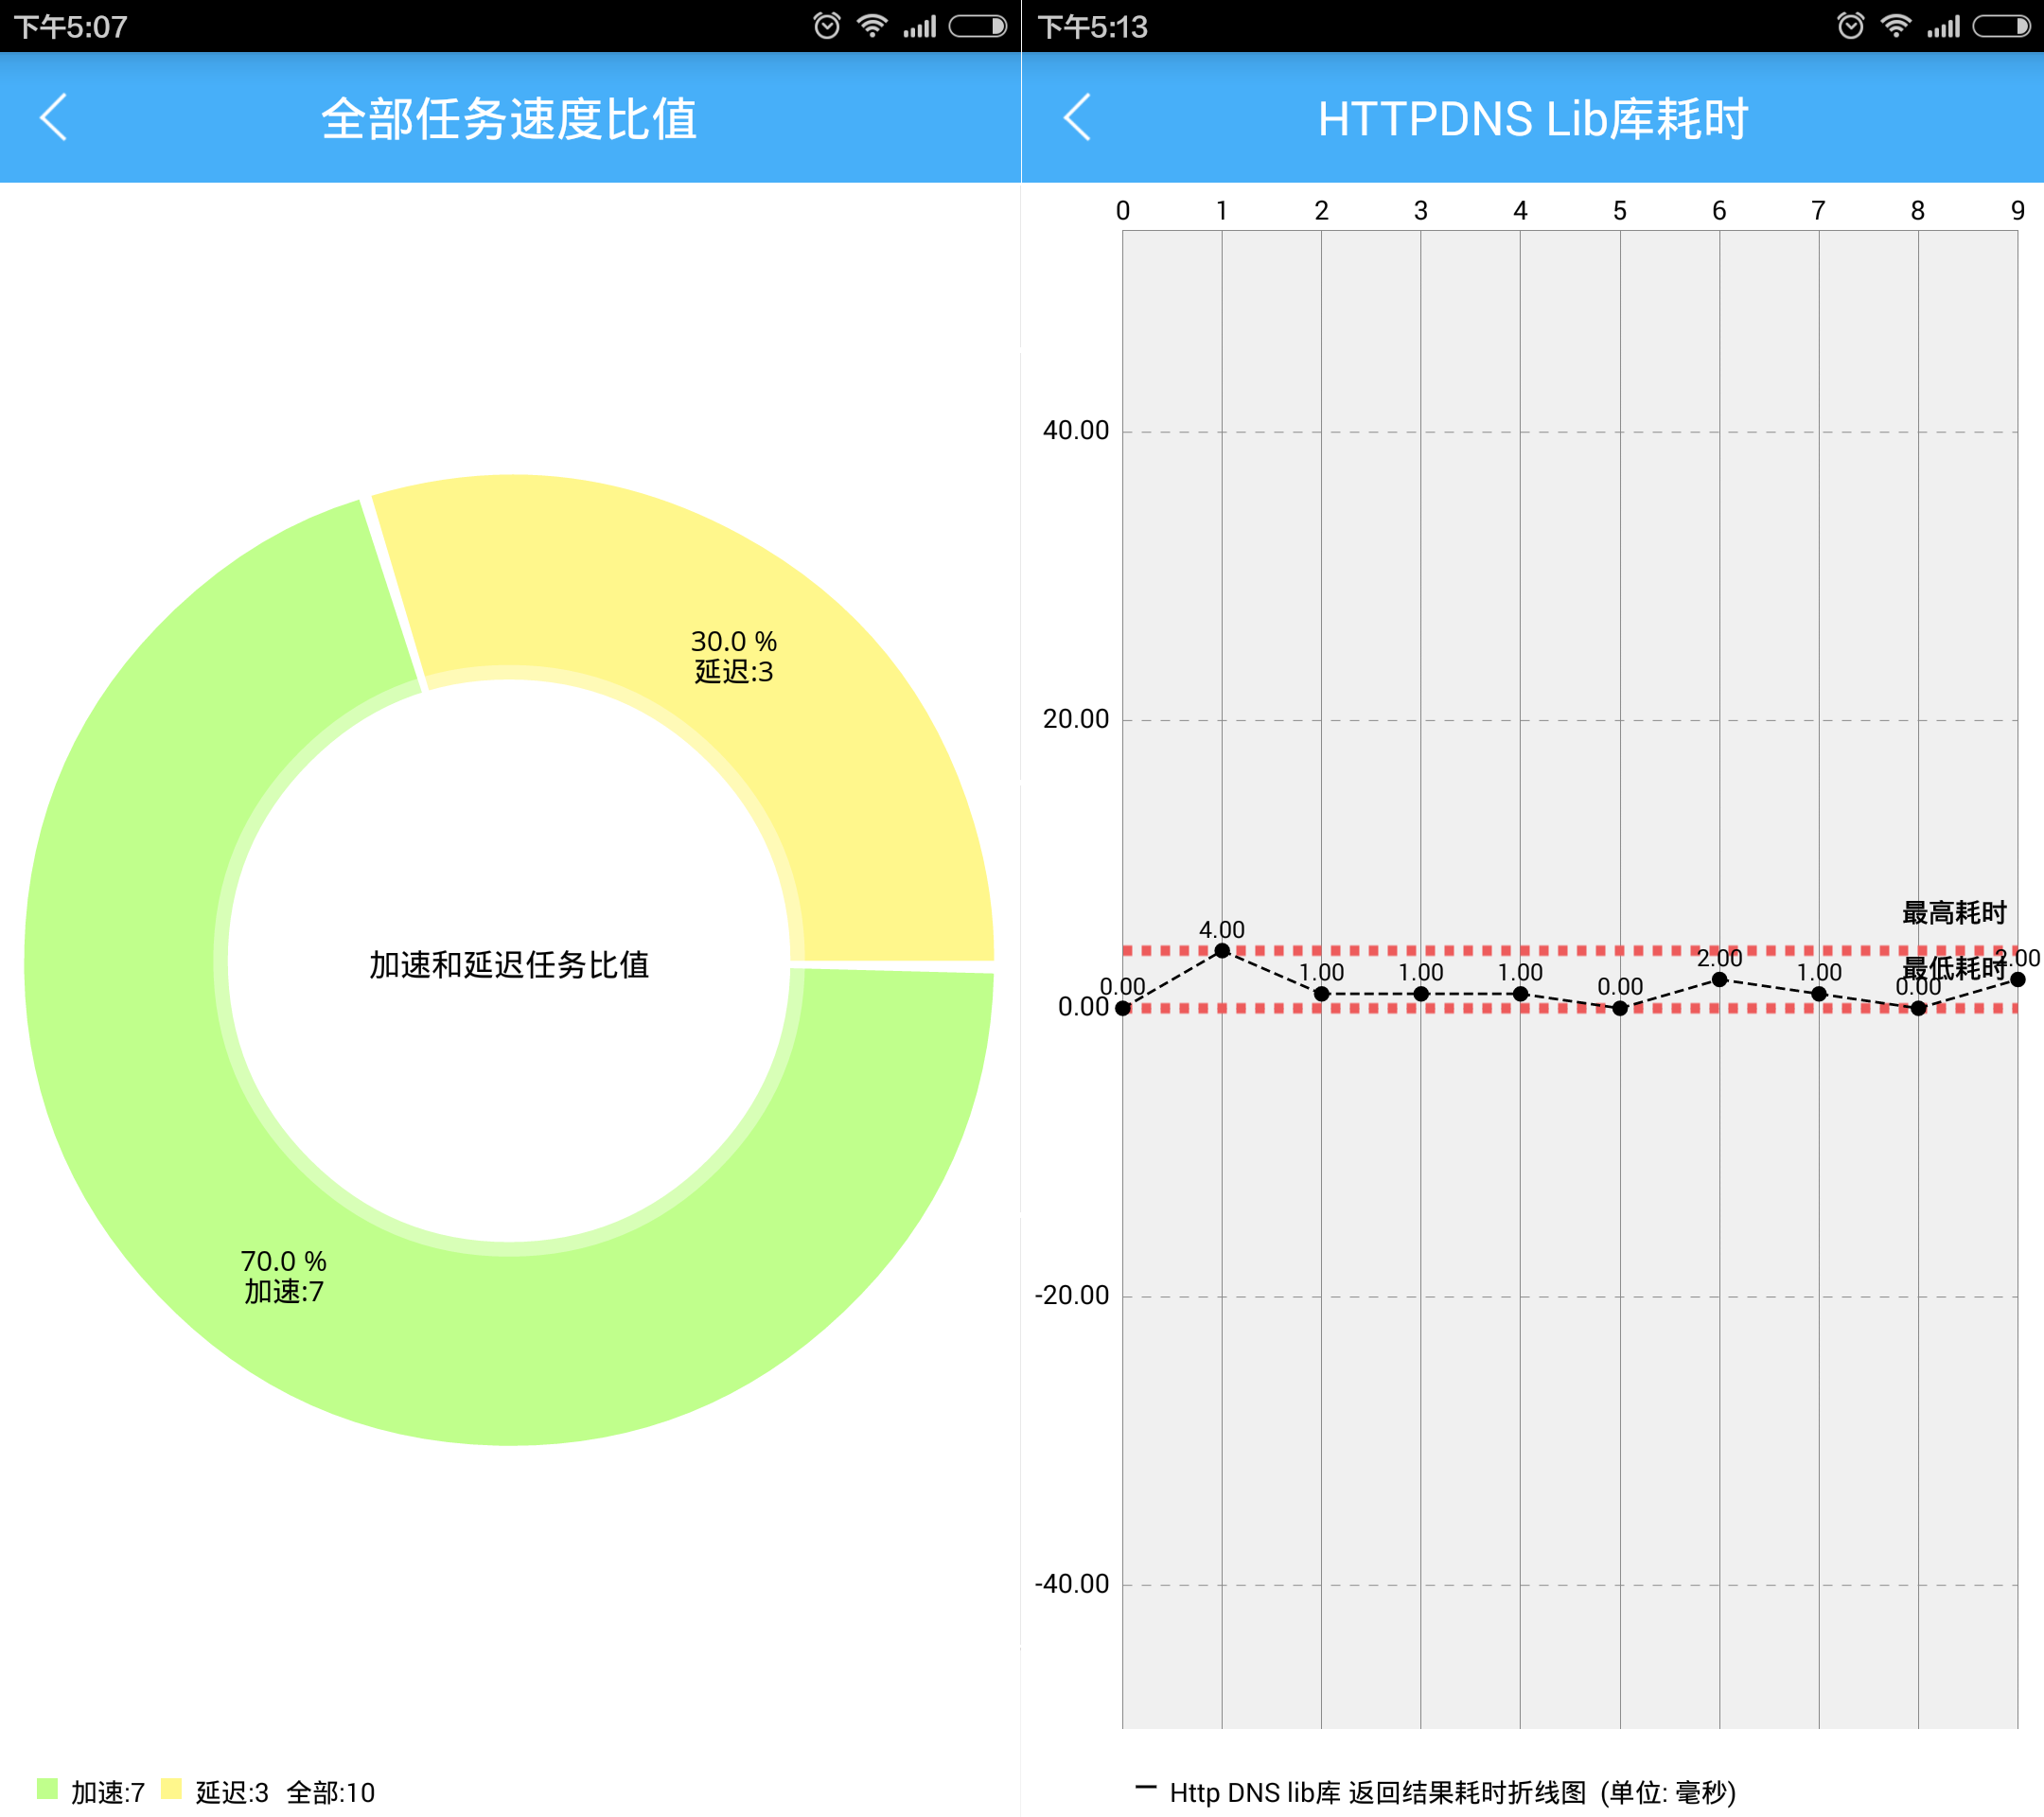 下午5:07
全部任务速度比值
30.0 %
延迟:3
加速和延迟任务比值
70.0 %
加速:7
加速:7 延迟:3 全部:10
下午5:13
HTTPDNS Lib库耗时
0 1 2 3 4 5 6 7 8 9
40.00
20.00
最高耗时
4.00
最低耗时
0.00 1.00 1.00 1.00 0.00 2.00 1.00 0.00 2.00
0.00
-20.00
-40.00
Http DNS lib库 返回结果耗时折线图 (单位: 毫秒)